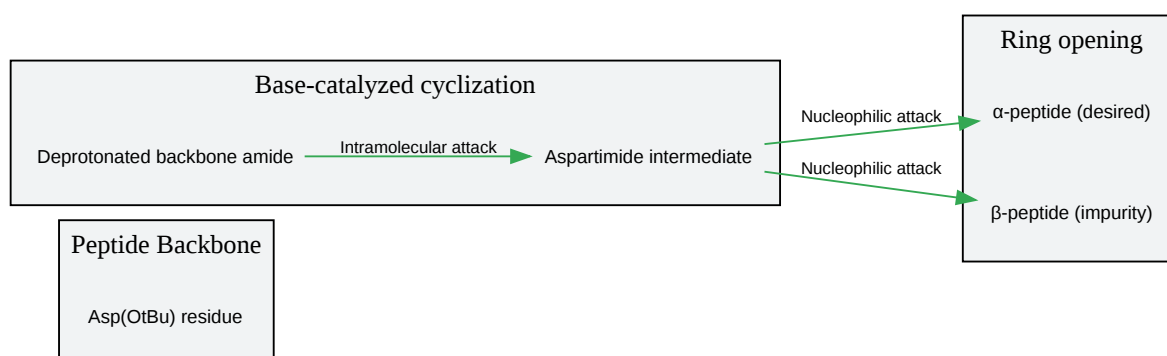 Base-catalyzed cyclization
Deprotonated backbone amide
Intramolecular attack
Aspartimide intermediate
Nucleophilic attack
Nucleophilic attack
Ring opening
α-peptide (desired)
β-peptide (impurity)
Peptide Backbone
Asp(OtBu) residue